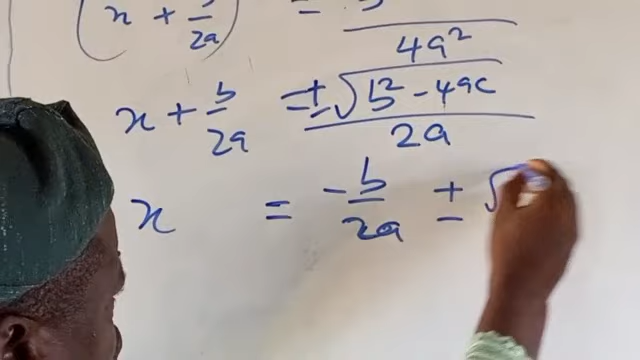 (x + b/2a) =
4a²
x + b/2a = ± √b² - 4ac / 2a
x = -b/2a ± √